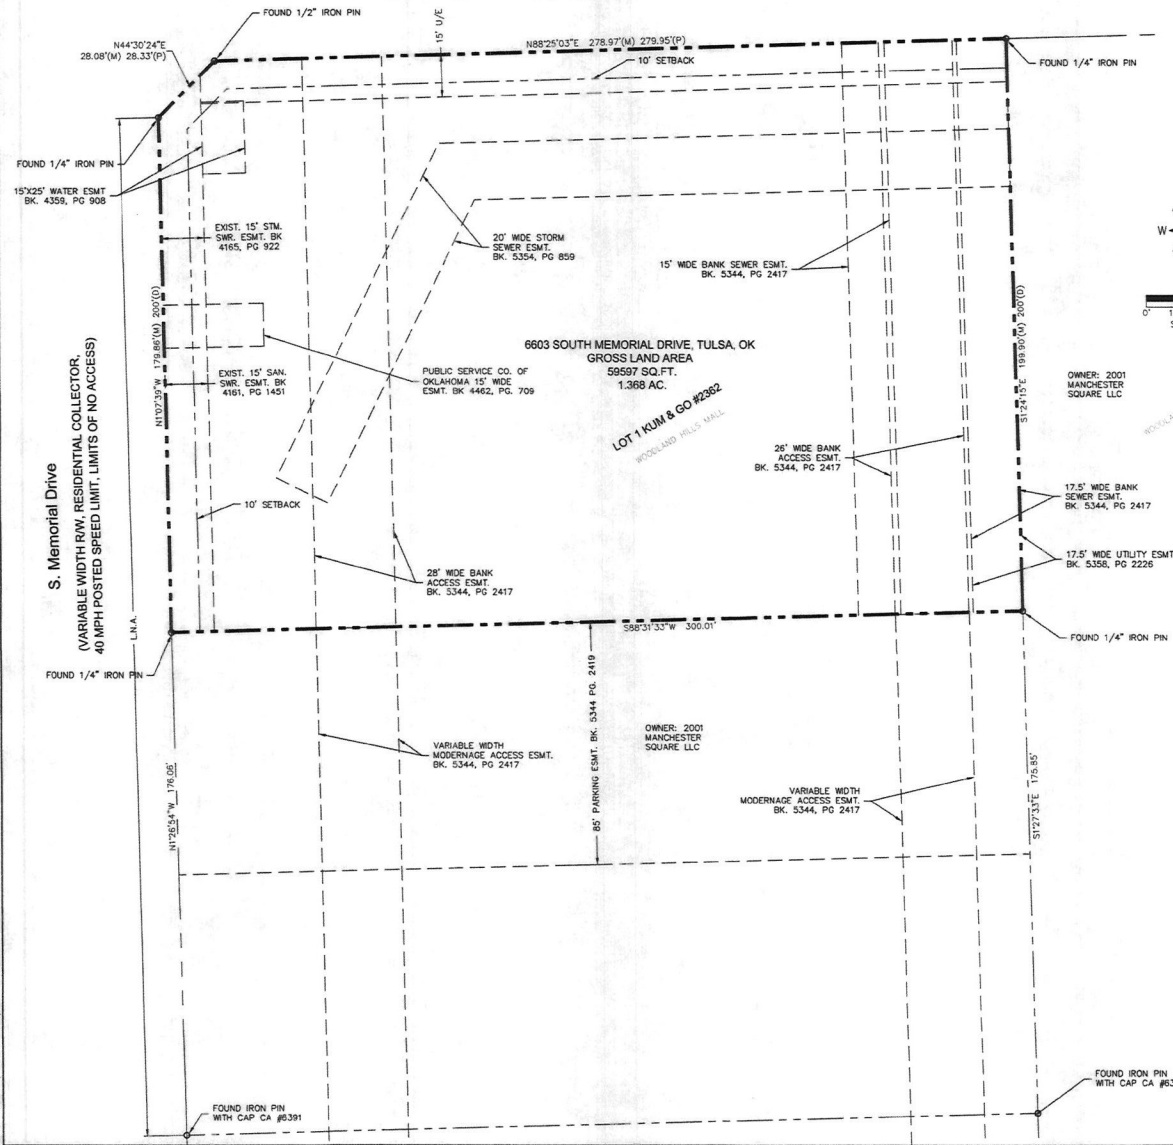 FOUND 1/2" IRON PIN
N44°30'24"E
28.08'(M) 28.33'(P)
15' U/E
N88°25'03"E 278.97'(M) 279.95'(P)
10' SETBACK
FOUND 1/4" IRON PIN
FOUND 1/4" IRON PIN
15'X25' WATER ESMT
BK. 4359, PG 908
EXIST. 15' STM.
SWR. ESMT. BK
4165, PG 922
20' WIDE STORM
SEWER ESMT.
BK. 5354, PG 859
15' WIDE BANK SEWER ESMT.
BK. 5344, PG 2417
W
0'
N1°07'39"W 179.86'(M) 200'(D)
S1°24'15"E 199.90'(M) 200'(D)
6603 SOUTH MEMORIAL DRIVE, TULSA, OK
GROSS LAND AREA
59597 SQ.FT.
1.368 AC.
EXIST. 15' SAN.
SWR. ESMT. BK
4161, PG 1451
PUBLIC SERVICE CO. OF
OKLAHOMA 15' WIDE
ESMT. BK 4462, PG. 709
OWNER: 2001
MANCHESTER
SQUARE LLC
LOT 1 KUM & GO #2362
WOODLAND HILLS MALL
26' WIDE BANK
ACCESS ESMT.
BK. 5344, PG 2417
10' SETBACK
17.5' WIDE BANK
SEWER ESMT.
BK. 5344, PG 2417
S. Memorial Drive
(VARIABLE WIDTH R/W, RESIDENTIAL COLLECTOR,
40 MPH POSTED SPEED LIMIT, LIMITS OF NO ACCESS)
28' WIDE BANK
ACCESS ESMT.
BK. 5344, PG 2417
17.5' WIDE UTILITY ESMT
BK. 5358, PG 2226
L.N.A.
S88°31'33"W 300.01'
FOUND 1/4" IRON PIN
FOUND 1/4" IRON PIN
85' PARKING ESMT. BK. 5344 PG. 2419
OWNER: 2001
MANCHESTER
SQUARE LLC
VARIABLE WIDTH
MODERNAGE ACCESS ESMT.
BK. 5344, PG 2417
VARIABLE WIDTH
MODERNAGE ACCESS ESMT.
BK. 5344, PG 2417
N1°26'54"W 176.06'
S1°27'33"E 175.85'
FOUND IRON PIN
WITH CAP CA #6391
FOUND IRON PIN
WITH CAP CA #63